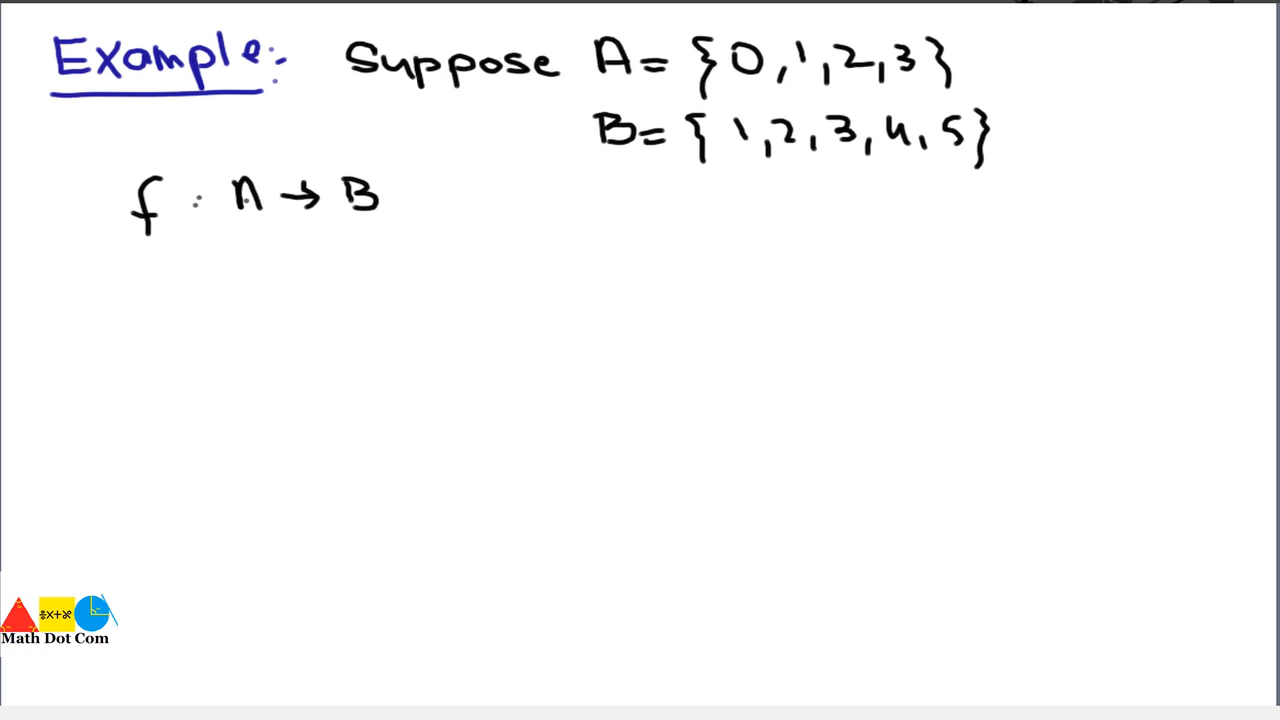 Example:- Suppose A = {0, 1, 2, 3}
B = {1, 2, 3, 4, 5}
f : A → B
÷x+
Math Dot Com